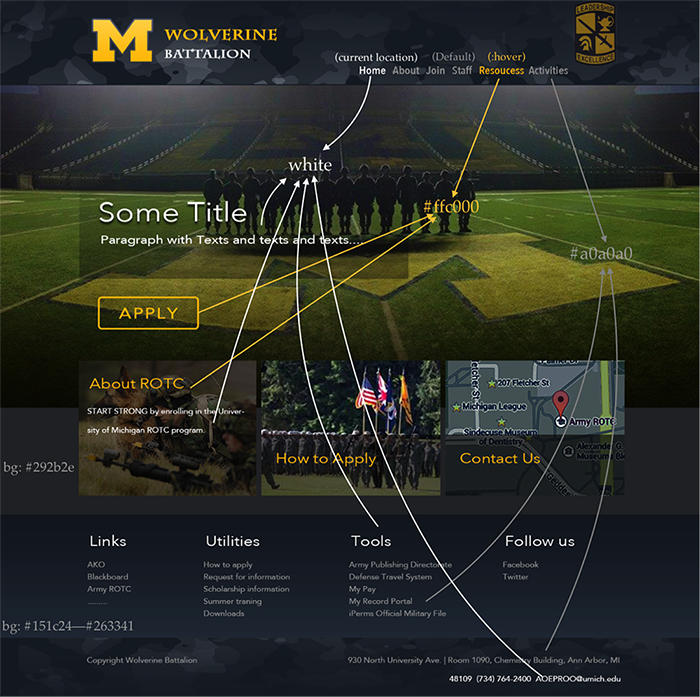 M WOLVERINE
BATTALION
LEADERSHIP
EXCELLENCE
(current location) (Default) (:hover)
Home About Join Staff Resoucess Activities
white
#ffc000
Some Title
Paragraph with Texts and texts and texts....
#a0a0a0
APPLY
About ROTC
START STRONG by enrolling in the Univer-
sity of Michigan ROTC program.
How to Apply
207 Fletcher St
Michigan League
Army ROTC
Sindecuse Museum
of Dentistry
Contact Us
bg: #292b2e
Links
AKO
Blackboard
Army ROTC
..........
Utilities
How to apply
Request for information
Scholarship information
Summer traning
Downloads
Tools
Army Publishing Directorate
Defense Travel System
My Pay
My Record Portal
iPerms Official Military File
Follow us
Facebook
Twitter
bg: #151c24—#263341
Copyright Wolverine Battalion
930 North University Ave. | Room 1090, Chemistry Building, Ann Arbor, MI
48109 (734) 764-2400 AOEPROO@umich.edu